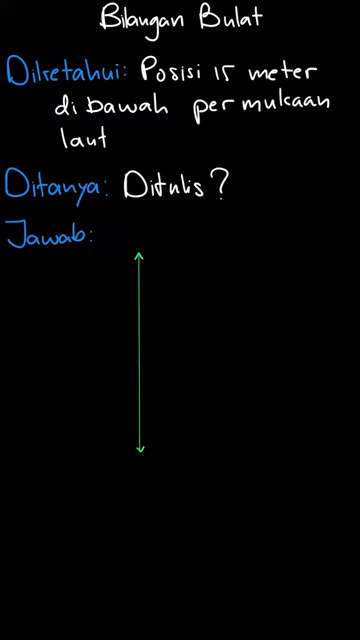 Bilangan Bulat
Diketahui: Posisi 15 meter
di bawah permukaan
laut
Ditanya: Ditulis?
Jawab: